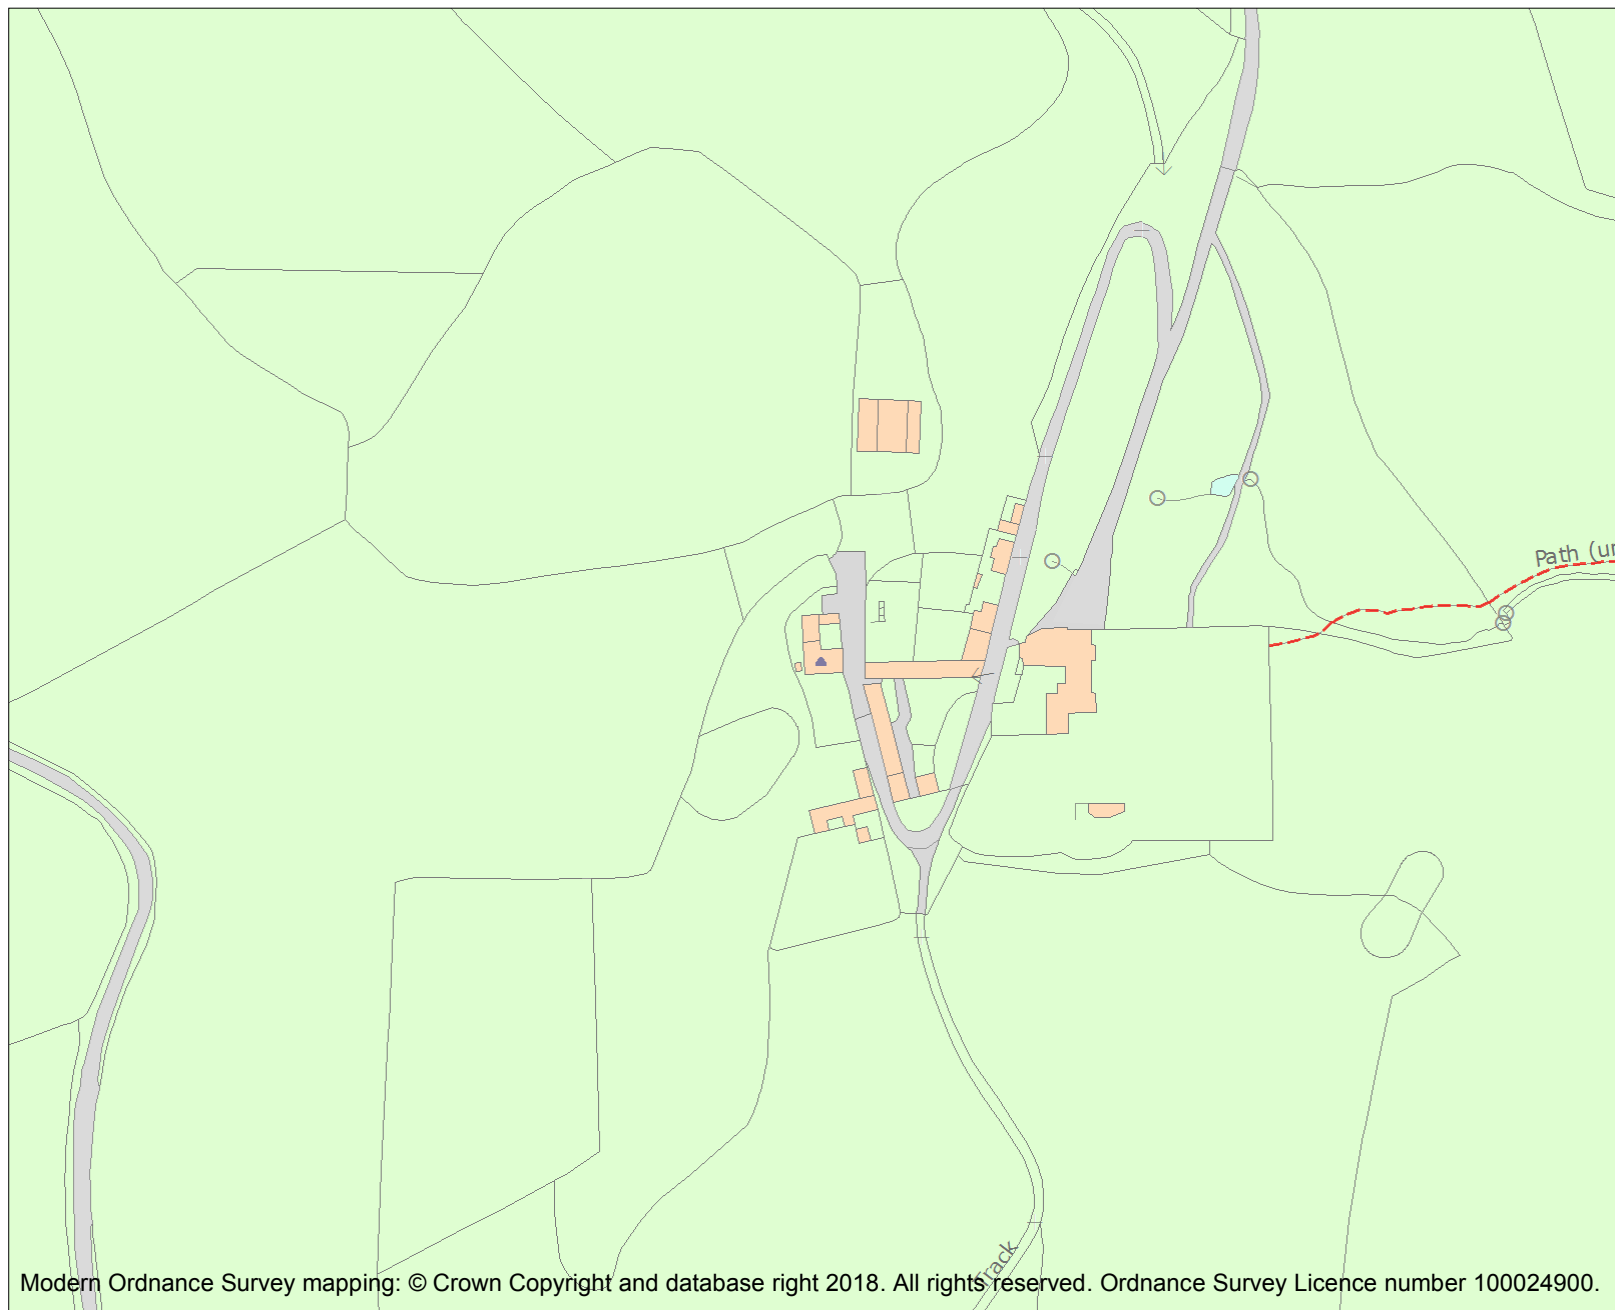 Path (ur
Track
Modern Ordnance Survey mapping: © Crown Copyright and database right 2018. All rights reserved. Ordnance Survey Licence number 100024900.